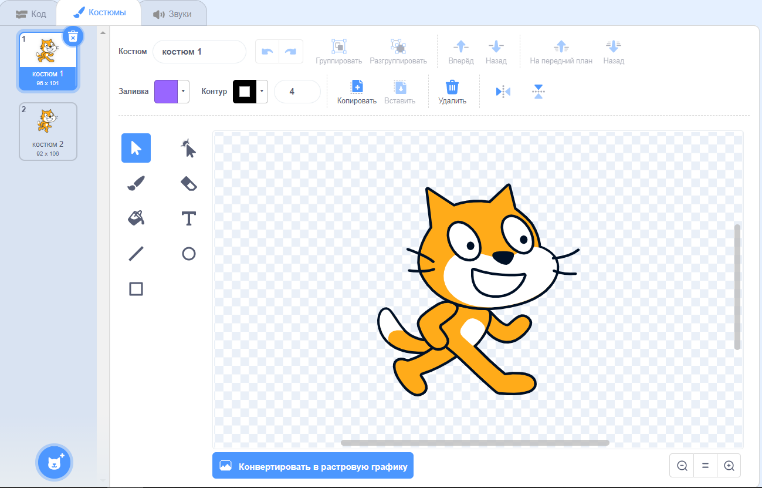 Код
Костюмы
Звуки
1
костюм 1
96 x 101
2
костюм 2
92 x 106
Костюм
костюм 1
Группировать
Разгруппировать
Вперёд
Назад
На передний план
Назад
Заливка
Контур
4
Копировать
Вставить
Удалить
T
Конвертировать в растровую графику